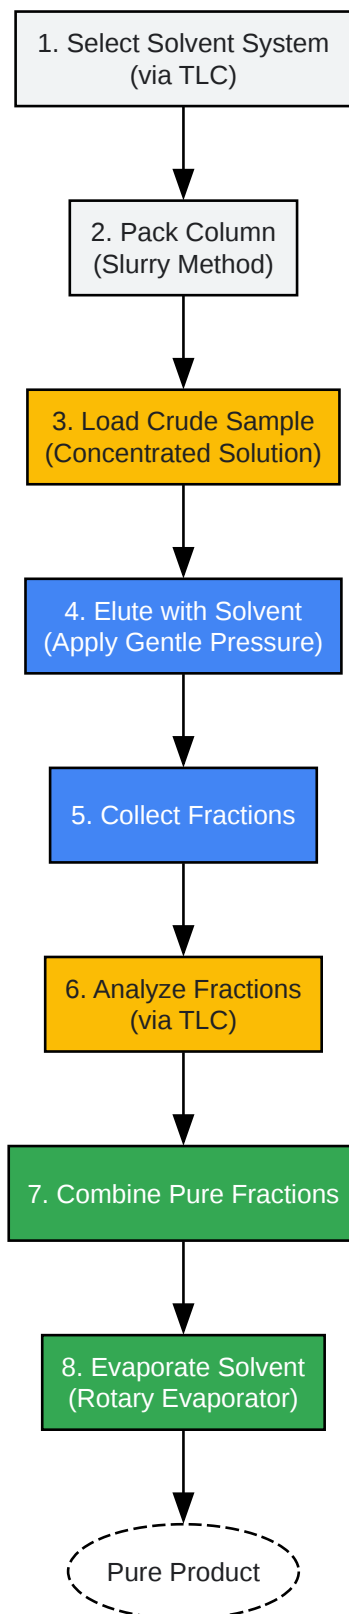 1. Select Solvent System
(via TLC)
2. Pack Column
(Slurry Method)
3. Load Crude Sample
(Concentrated Solution)
4. Elute with Solvent
(Apply Gentle Pressure)
5. Collect Fractions
6. Analyze Fractions
(via TLC)
7. Combine Pure Fractions
8. Evaporate Solvent
(Rotary Evaporator)
Pure Product